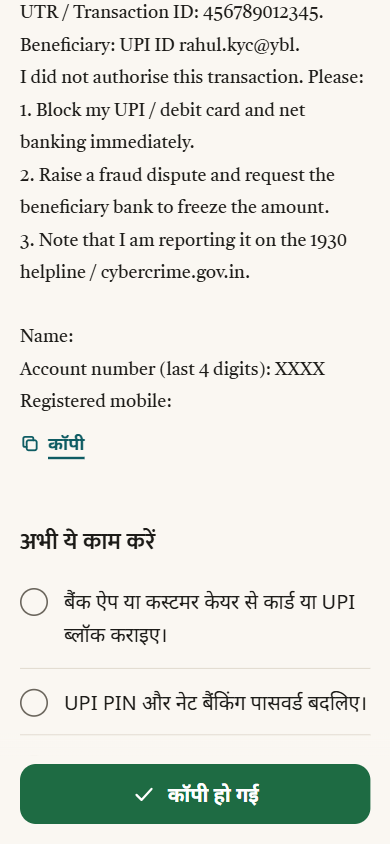 UTR / Transaction ID: 456789012345.
Beneficiary: UPI ID rahul.kyc@ybl.
I did not authorise this transaction. Please:
1. Block my UPI / debit card and net
banking immediately.
2. Raise a fraud dispute and request the
beneficiary bank to freeze the amount.
3. Note that I am reporting it on the 1930
helpline / cybercrime.gov.in.
Name:
Account number (last 4 digits): XXXX
Registered mobile:
कॉपी
अभी ये काम करें
बैंक ऐप या कस्टमर केयर से कार्ड या UPI
ब्लॉक कराइए।
UPI PIN और नेट बैंकिंग पासवर्ड बदलिए।
कॉपी हो गई